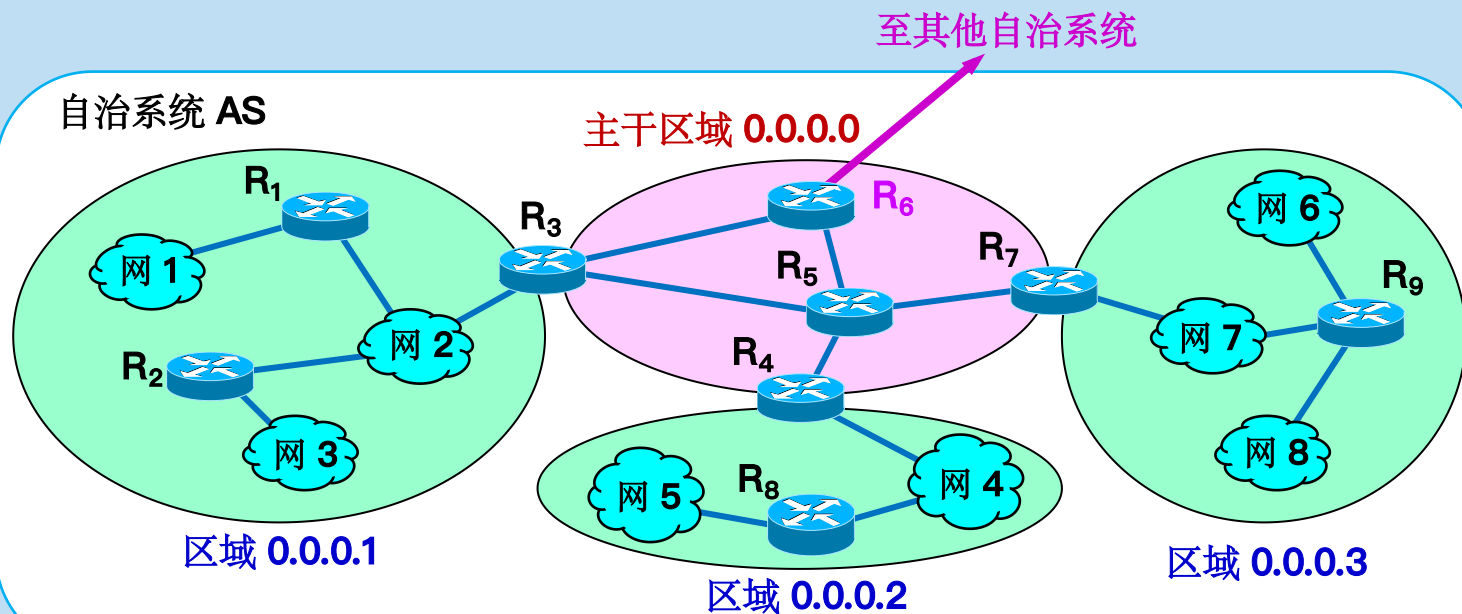 至其他自治系统
自治系统 AS
主干区域 0.0.0.0
R1
R3
R6
R7
R5
R9
R4
R2
R8
网 1
网 2
网 3
网 4
网 5
网 6
网 7
网 8
区域 0.0.0.1
区域 0.0.0.2
区域 0.0.0.3